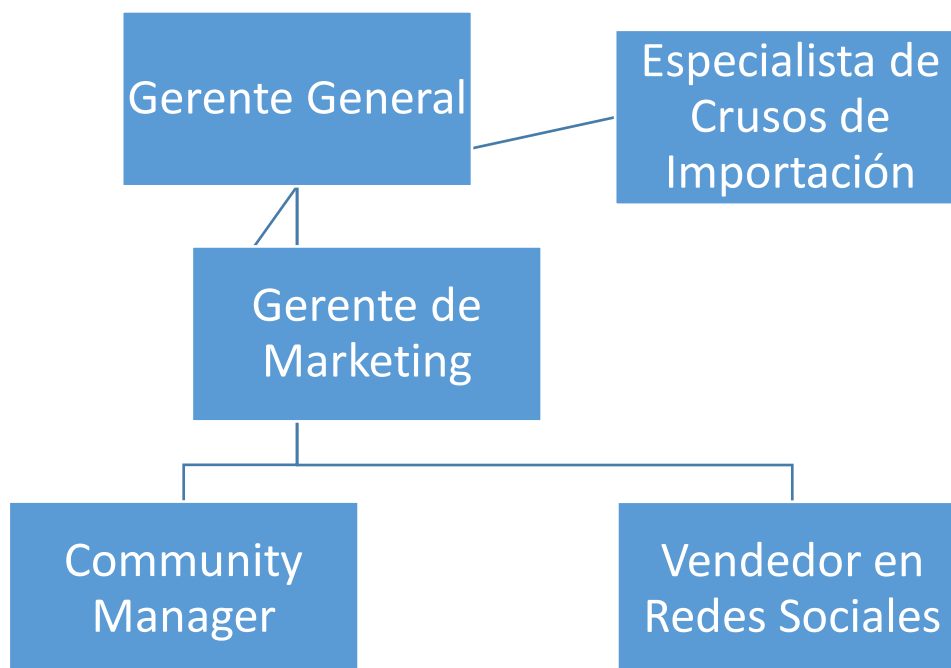 Gerente General
Especialista de
Crusos de
Importación
Gerente de
Marketing
Community
Manager
Vendedor en
Redes Sociales